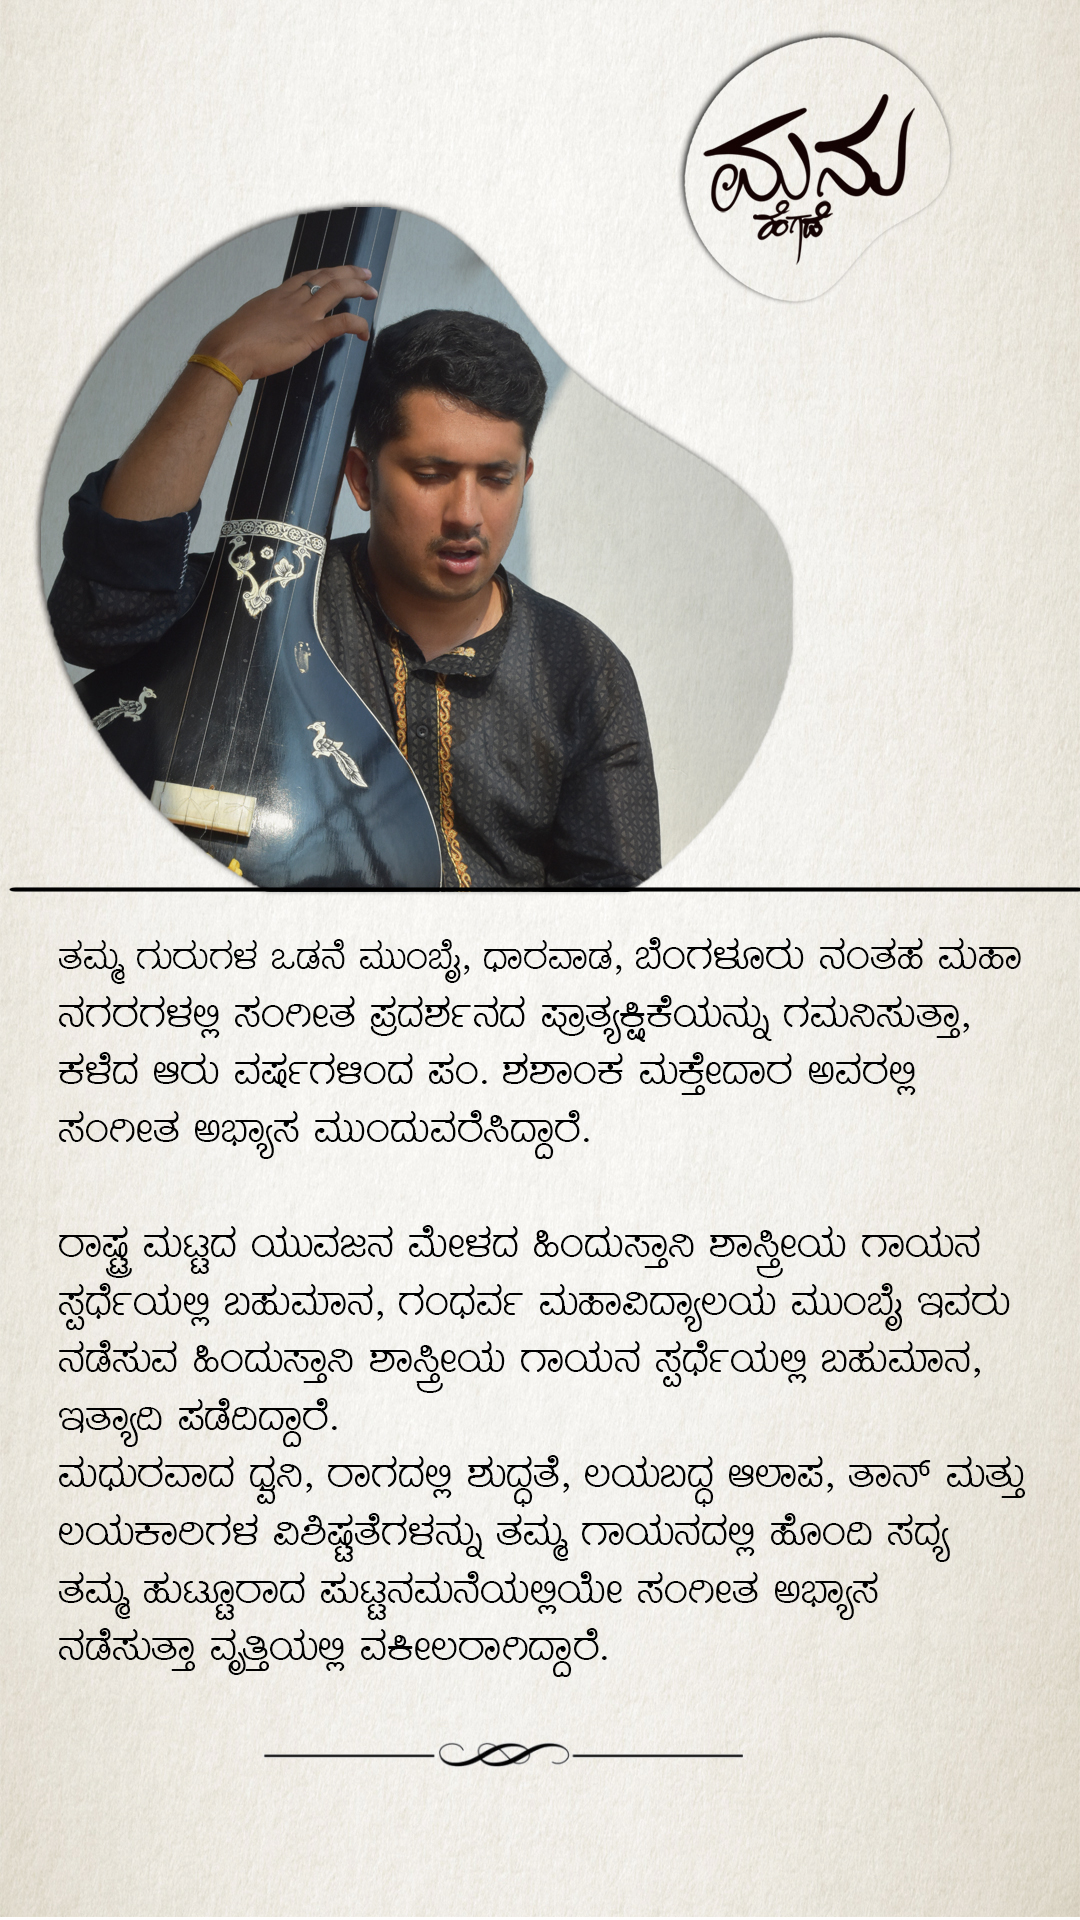 ಮನು
ಹೆಗಡೆ
ತಮ್ಮ ಗುರುಗಳ ಒಡನೆ ಮುಂಬೈ, ಧಾರವಾಡ, ಬೆಂಗಳೂರು ನಂತಹ ಮಹಾ
ನಗರಗಳಲ್ಲಿ ಸಂಗೀತ ಪ್ರದರ್ಶನದ ಪ್ರಾತ್ಯಕ್ಷಿಕೆಯನ್ನು ಗಮನಿಸುತ್ತಾ,
ಕಳೆದ ಆರು ವರ್ಷಗಳಿಂದ ಪಂ. ಶಶಾಂಕ ಮಕ್ತೇದಾರ ಅವರಲ್ಲಿ
ಸಂಗೀತ ಅಭ್ಯಾಸ ಮುಂದುವರೆಸಿದ್ದಾರೆ.
ರಾಷ್ಟ್ರ ಮಟ್ಟದ ಯುವಜನ ಮೇಳದ ಹಿಂದುಸ್ತಾನಿ ಶಾಸ್ತ್ರೀಯ ಗಾಯನ
ಸ್ಪರ್ಧೆಯಲ್ಲಿ ಬಹುಮಾನ, ಗಂಧರ್ವ ಮಹಾವಿದ್ಯಾಲಯ ಮುಂಬೈ ಇವರು
ನಡೆಸುವ ಹಿಂದುಸ್ತಾನಿ ಶಾಸ್ತ್ರೀಯ ಗಾಯನ ಸ್ಪರ್ಧೆಯಲ್ಲಿ ಬಹುಮಾನ,
ಇತ್ಯಾದಿ ಪಡೆದಿದ್ದಾರೆ.
ಮಧುರವಾದ ಧ್ವನಿ, ರಾಗದಲ್ಲಿ ಶುದ್ಧತೆ, ಲಯಬದ್ಧ ಆಲಾಪ, ತಾನ್ ಮತ್ತು
ಲಯಕಾರಿಗಳ ವಿಶಿಷ್ಟತೆಗಳನ್ನು ತಮ್ಮ ಗಾಯನದಲ್ಲಿ ಹೊಂದಿ ಸದ್ಯ
ತಮ್ಮ ಹುಟ್ಟೂರಾದ ಪುಟ್ಟನಮನೆಯಲ್ಲಿಯೇ ಸಂಗೀತ ಅಭ್ಯಾಸ
ನಡೆಸುತ್ತಾ ವೃತ್ತಿಯಲ್ಲಿ ವಕೀಲರಾಗಿದ್ದಾರೆ.